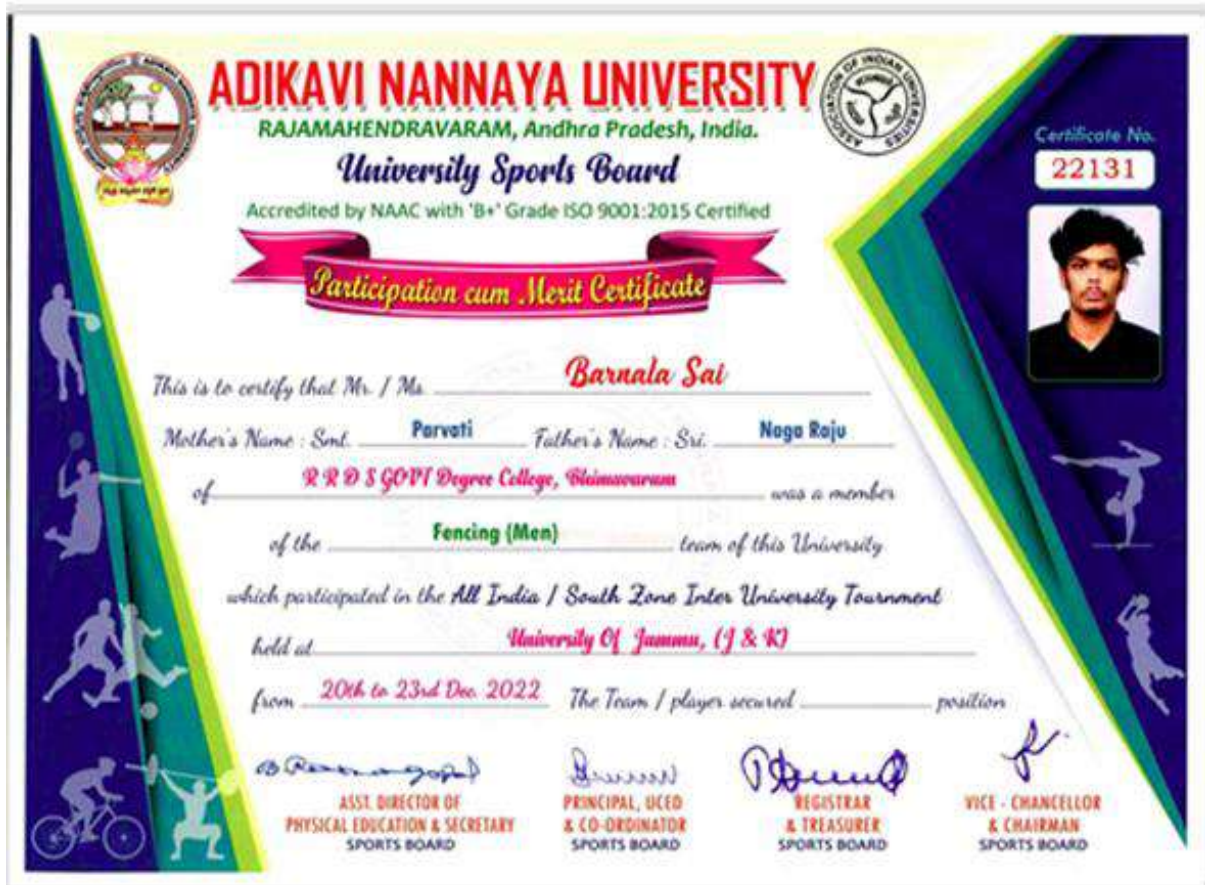 ADIKAVI NANNAYA UNIVERSITY
RAJAMAHENDRAVARAM, Andhra Pradesh, India.
University Sports Board
Accredited by NAAC with 'B+' Grade ISO 9001:2015 Certified
Participation cum Merit Certificate
ASSOCIATION OF INDIAN UNIVERSITIES
Certificate No.
22131
This is to certify that Mr. / Ms. Barnala Sai
Mother's Name : Smt. Parvati Father's Name : Sri. Naga Raju
of R R D S GOVT Degree College, Bhimavaram was a member
of the Fencing (Men) team of this University
which participated in the All India / South Zone Inter University Tournment
held at University Of Jammu, (J & K)
from 20th to 23rd Dec. 2022 The Team / player secured position
ASST. DIRECTOR OF
PHYSICAL EDUCATION & SECRETARY
SPORTS BOARD
PRINCIPAL, UCED
& CO-ORDINATOR
SPORTS BOARD
REGISTRAR
& TREASURER
SPORTS BOARD
VICE - CHANCELLOR
& CHAIRMAN
SPORTS BOARD